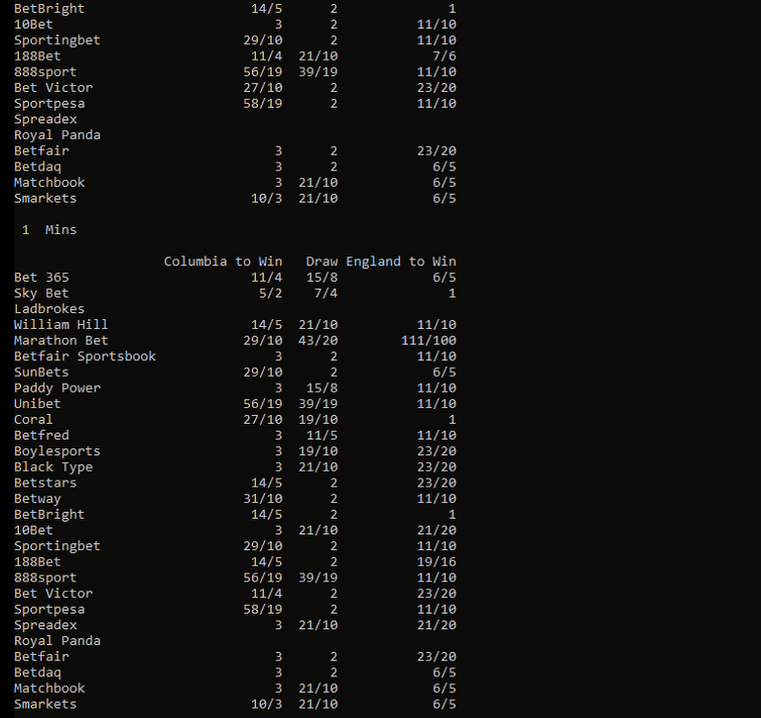 BetBright 14/5 2 1
10Bet 3 2 11/10
Sportingbet 29/10 2 11/10
188Bet 11/4 21/10 7/6
888sport 56/19 39/19 11/10
Bet Victor 27/10 2 23/20
Sportpesa 58/19 2 11/10
Spreadex
Royal Panda
Betfair 3 2 23/20
Betdaq 3 2 6/5
Matchbook 3 21/10 6/5
Smarkets 10/3 21/10 6/5
1 Mins
Columbia to Win Draw England to Win
Bet 365 11/4 15/8 6/5
Sky Bet 5/2 7/4 1
Ladbrokes
William Hill 14/5 21/10 11/10
Marathon Bet 29/10 43/20 111/100
Betfair Sportsbook 3 2 11/10
SunBets 29/10 2 6/5
Paddy Power 3 15/8 11/10
Unibet 56/19 39/19 11/10
Coral 27/10 19/10 1
Betfred 3 11/5 11/10
Boylesports 3 19/10 23/20
Black Type 3 21/10 23/20
Betstars 14/5 2 23/20
Betway 31/10 2 11/10
BetBright 14/5 2 1
10Bet 3 21/10 21/20
Sportingbet 29/10 2 11/10
188Bet 14/5 2 19/16
888sport 56/19 39/19 11/10
Bet Victor 11/4 2 23/20
Sportpesa 58/19 2 11/10
Spreadex 3 21/10 21/20
Royal Panda
Betfair 3 2 23/20
Betdaq 3 2 6/5
Matchbook 3 21/10 6/5
Smarkets 10/3 21/10 6/5